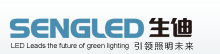 SENGLED 生迪
LED Leads the future of green lighting 引领照明未来